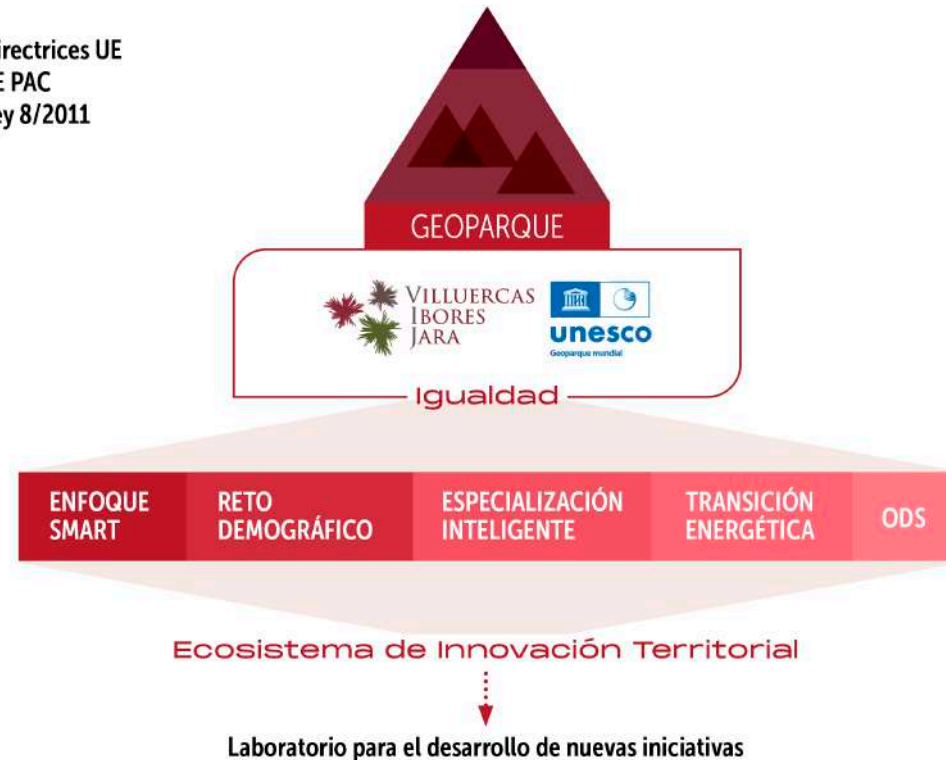 irectrices UE
E PAC
ey 8/2011
GEOPARQUE
VILLUERCAS
IBORES
JARA
unesco
Geoparque mundial
Igualdad
ENFOQUE
SMART
RETO
DEMOGRÁFICO
ESPECIALIZACIÓN
INTELIGENTE
TRANSICIÓN
ENERGÉTICA
ODS
Ecosistema de Innovación Territorial
Laboratorio para el desarrollo de nuevas iniciativas